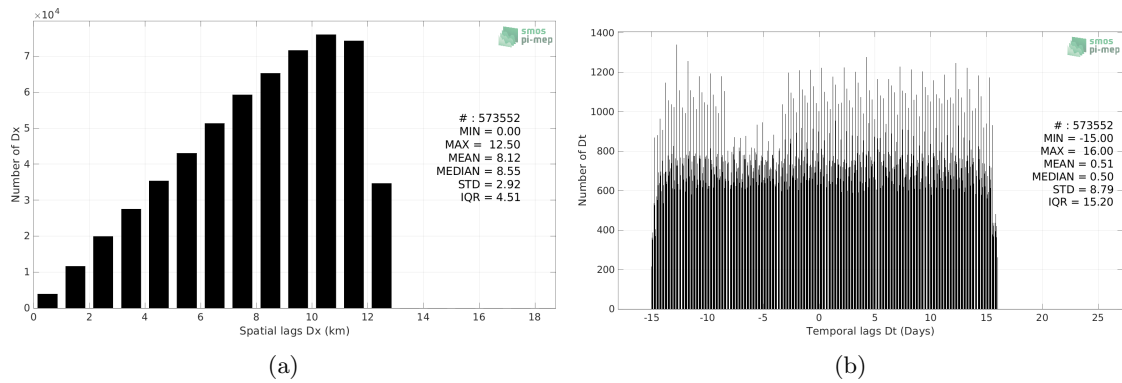 ×10⁴
smos
pi-mep
7
6
5
4
3
2
1
0
Number of Dx
# : 573552
MIN = 0.00
MAX = 12.50
MEAN = 8.12
MEDIAN = 8.55
STD = 2.92
IQR = 4.51
0 2 4 6 8 10 12 14 16 18
Spatial lags Dx (km)
(a)
smos
pi-mep
1400
1200
1000
800
600
400
200
0
Number of Dt
# : 573552
MIN = -15.00
MAX = 16.00
MEAN = 0.51
MEDIAN = 0.50
STD = 8.79
IQR = 15.20
-15 -10 -5 0 5 10 15 20 25
Temporal lags Dt (Days)
(b)